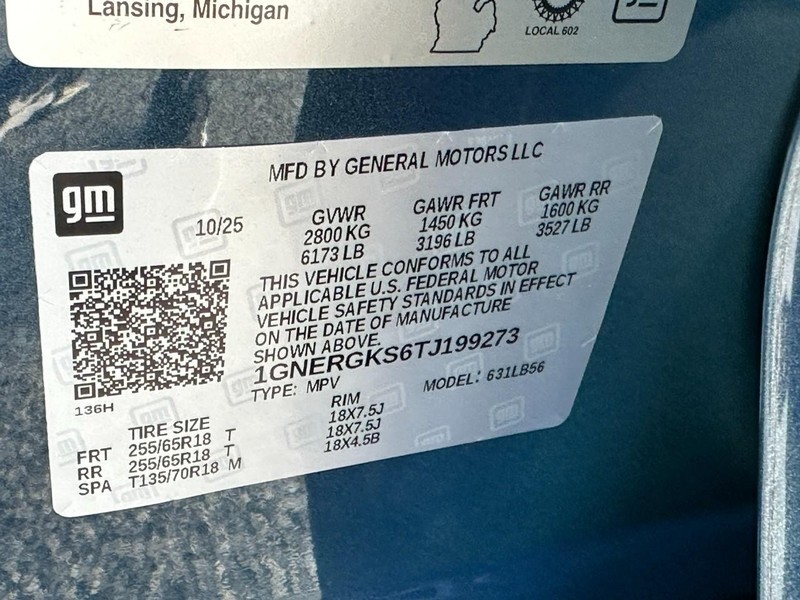 Lansing, Michigan
LOCAL 602
gm
MFD BY GENERAL MOTORS LLC
10/25
GVWR GAWR FRT GAWR RR
2800 KG 1450 KG 1600 KG
6173 LB 3196 LB 3527 LB
THIS VEHICLE CONFORMS TO ALL
APPLICABLE U.S. FEDERAL MOTOR
VEHICLE SAFETY STANDARDS IN EFFECT
ON THE DATE OF MANUFACTURE
SHOWN ABOVE.
1GNERGKS6TJ199273
TYPE: MPV MODEL: 631LB56
136H
TIRE SIZE RIM
FRT 255/65R18 T 18X7.5J
RR 255/65R18 T 18X7.5J
SPA T135/70R18 M 18X4.5B